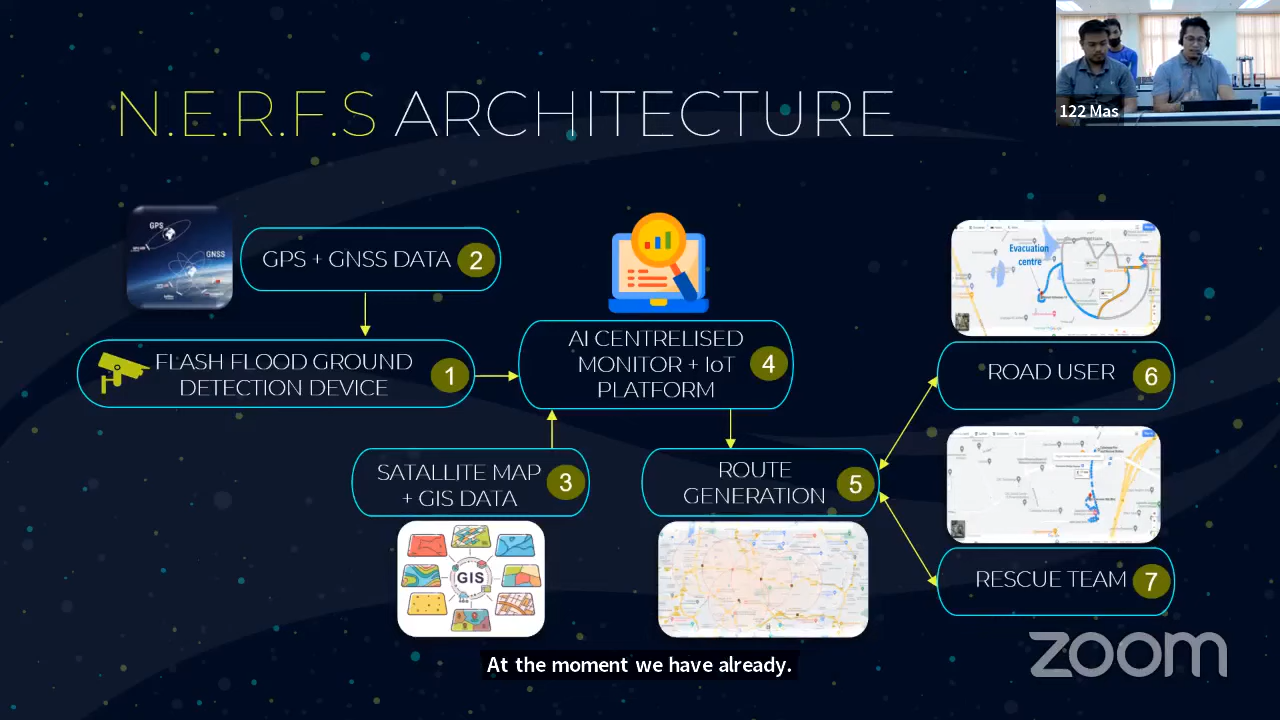 122 Mas
N.E.R.F.S ARCHITECTURE
GPS
GNSS
GPS + GNSS DATA 2
FLASH FLOOD GROUND
DETECTION DEVICE
1
AI CENTRELISED
MONITOR + IoT
PLATFORM
4
SATALLITE MAP
+ GIS DATA
3
GIS
ROUTE
GENERATION
5
Evacuation
centre
ROAD USER 6
RESCUE TEAM 7
zoom
At the moment we have already.